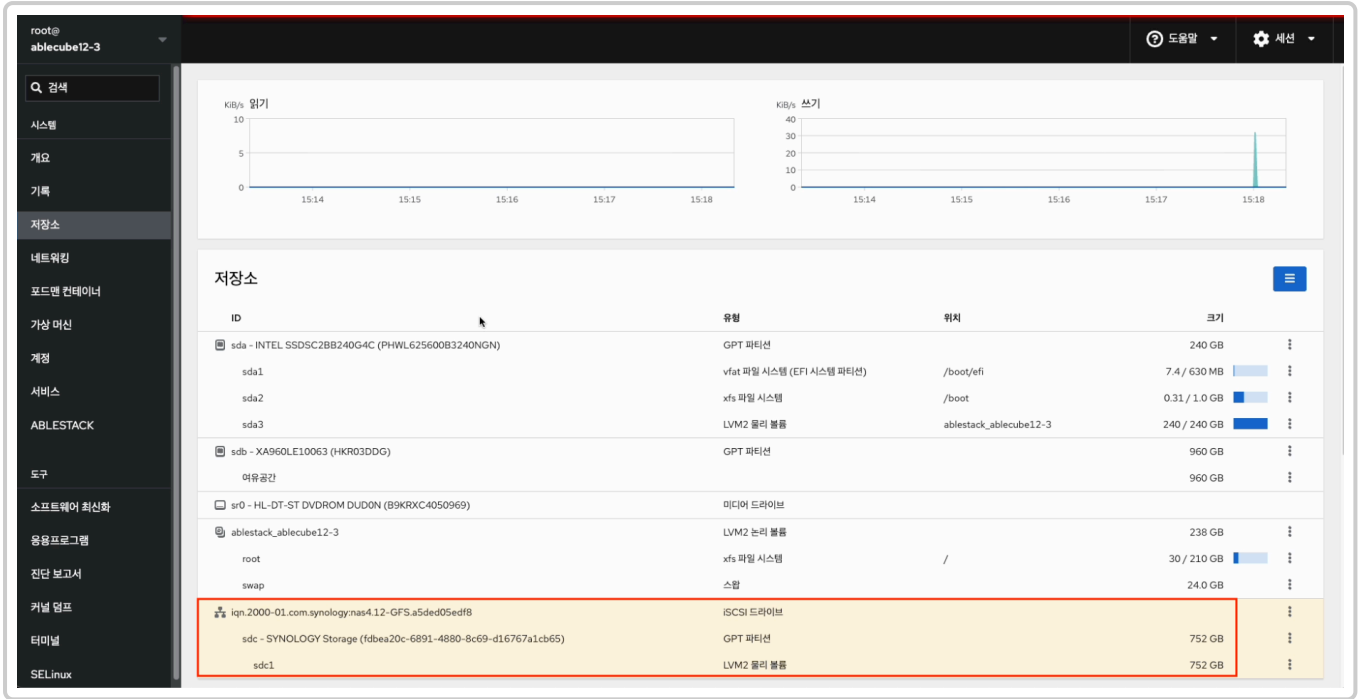 root@
ablecube12-3
도움말
세션
검색
시스템
개요
기록
저장소
네트워킹
포드맨 컨테이너
가상 머신
계정
서비스
ABLESTACK
도구
소프트웨어 최신화
응용프로그램
진단 보고서
커널 덤프
터미널
SELinux
KiB/s 읽기
10
5
0
15:14 15:15 15:16 15:17 15:18
KiB/s 쓰기
40
30
20
10
0
15:14 15:15 15:16 15:17 15:18
저장소
ID 유형 위치 크기
sda - INTEL SSDSC2BB240G4C (PHWL625600B3240NGN) GPT 파티션 240 GB
sda1 vfat 파일 시스템 (EFI 시스템 파티션) /boot/efi 7.4 / 630 MB
sda2 xfs 파일 시스템 /boot 0.31 / 1.0 GB
sda3 LVM2 물리 볼륨 ablestack_ablecube12-3 240 / 240 GB
sdb - XA960LE10063 (HKR03DDG) GPT 파티션 960 GB
여유공간 960 GB
sr0 - HL-DT-ST DVDROM DUD0N (B9KRXC4050969) 미디어 드라이브
ablestack_ablecube12-3 LVM2 논리 볼륨 238 GB
root xfs 파일 시스템 / 30 / 210 GB
swap 스왑 24.0 GB
iqn.2000-01.com.synology:nas4.12-GFS.a5ded05edf8 iSCSI 드라이브
sdc - SYNOLOGY Storage (fdbea20c-6891-4880-8c69-d16767a1cb65) GPT 파티션 752 GB
sdc1 LVM2 물리 볼륨 752 GB